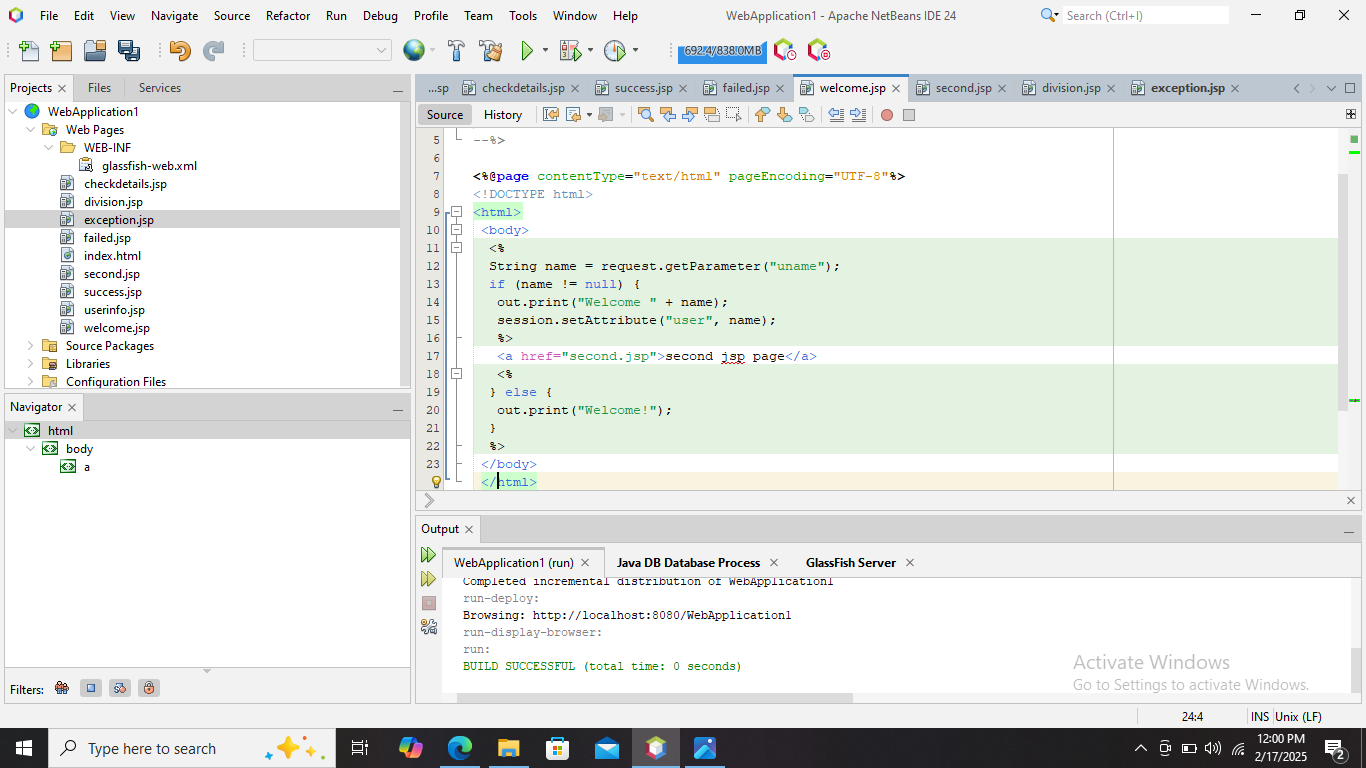 File Edit View Navigate Source Refactor Run Debug Profile Team Tools Window Help
WebApplication1 - Apache NetBeans IDE 24
Search (Ctrl+I)
692.4/838.0MB
Projects Files Services
WebApplication1
Web Pages
WEB-INF
glassfish-web.xml
checkdetails.jsp
division.jsp
exception.jsp
failed.jsp
index.html
second.jsp
success.jsp
userinfo.jsp
welcome.jsp
Source Packages
Libraries
Configuration Files
Navigator
html
body
a
Filters:
...sp checkdetails.jsp success.jsp failed.jsp welcome.jsp second.jsp division.jsp exception.jsp
Source History
5 --%>
6
7 <%@page contentType="text/html" pageEncoding="UTF-8"%>
8 <!DOCTYPE html>
9 <html>
10 <body>
11 <%
12 String name = request.getParameter("uname");
13 if (name != null) {
14 out.print("Welcome " + name);
15 session.setAttribute("user", name);
16 %>
17 <a href="second.jsp">second jsp page</a>
18 <%
19 } else {
20 out.print("Welcome!");
21 }
22 %>
23 </body>
</html>
Output
WebApplication1 (run) Java DB Database Process GlassFish Server
Completed incremental distribution of WebApplication1
run-deploy:
Browsing: http://localhost:8080/WebApplication1
run-display-browser:
run:
BUILD SUCCESSFUL (total time: 0 seconds)
Activate Windows
Go to Settings to activate Windows.
24:4 INS Unix (LF)
Type here to search
12:00 PM
2/17/2025
2